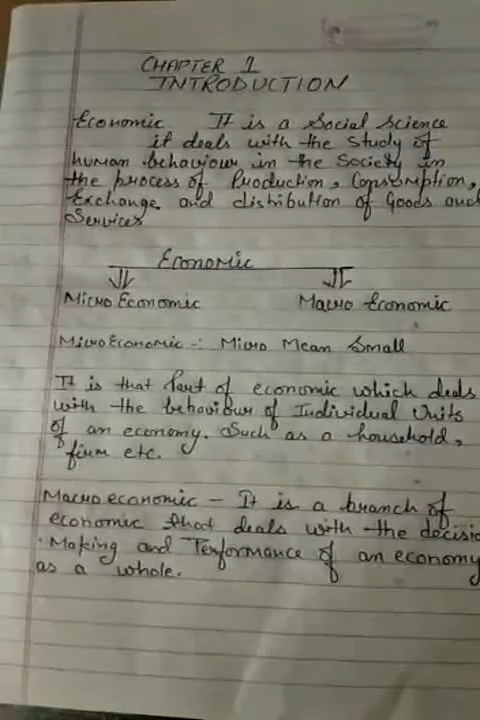 CHAPTER 1
INTRODUCTION
Economic It is a Social Science
it deals with the study of
human behaviour in the Society in
the process of Production, Consumption,
Exchange and distribution of Goods and
Services
Economic
Micro Economic Macro Economic
MicroEconomic -: Micro Mean Small
It is that Part of economic which deals
with the behaviour of Individual Units
of an economy. Such as a household,
firm etc.
Macroeconomic - It is a branch of
economic that deals with the decisio
Making and Performance of an economy
as a whole.